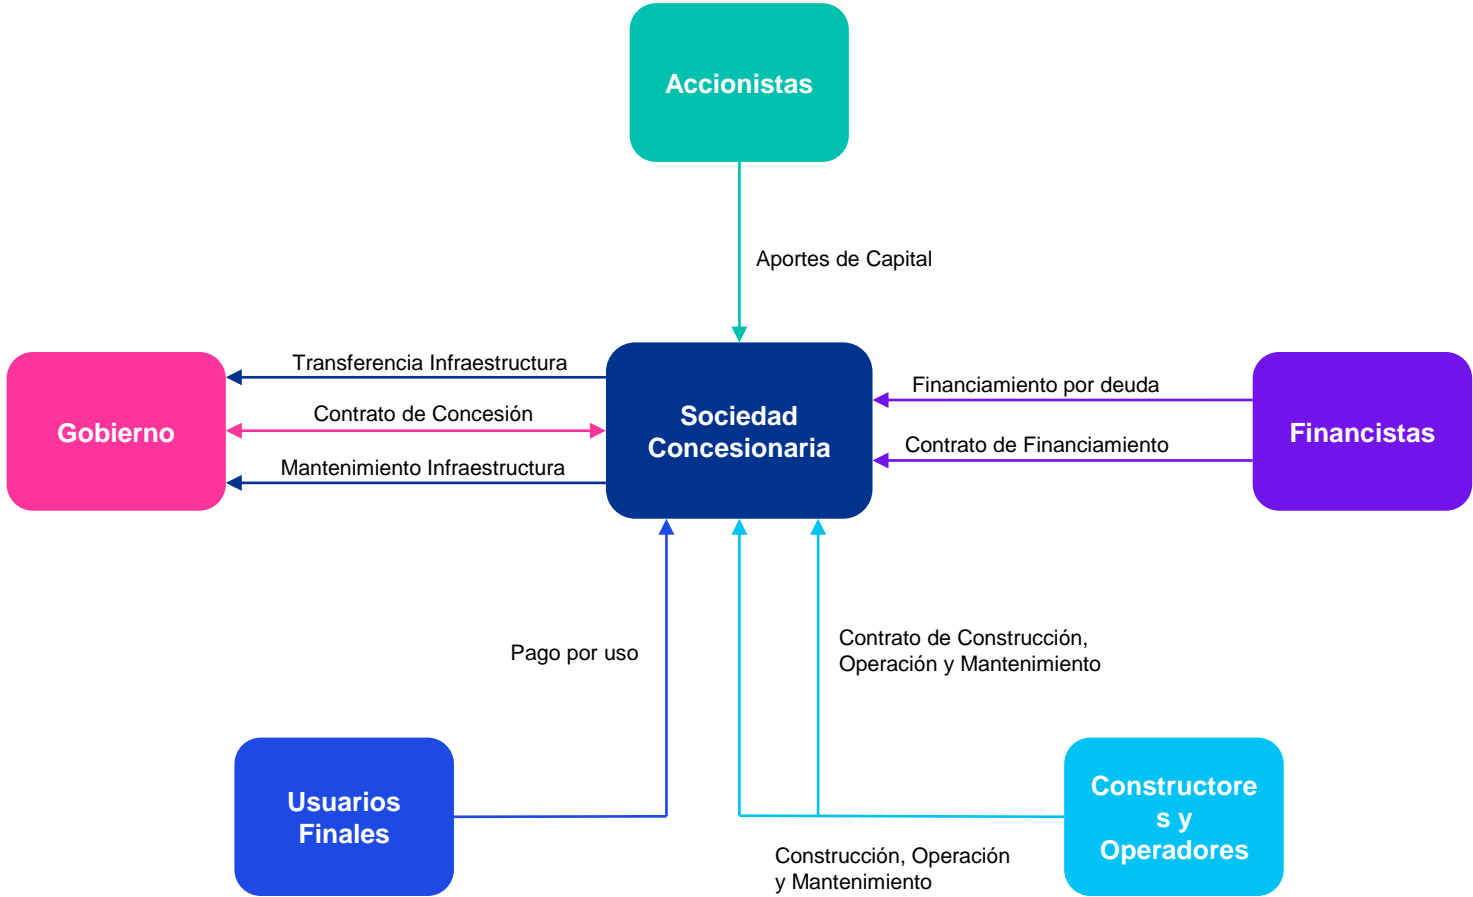 Accionistas
Aportes de Capital
Transferencia Infraestructura
Contrato de Concesión
Mantenimiento Infraestructura
Gobierno
Sociedad
Concesionaria
Financiamiento por deuda
Contrato de Financiamiento
Financistas
Pago por uso
Contrato de Construcción,
Operación y Mantenimiento
Usuarios
Finales
Constructore
s y
Operadores
Construcción, Operación
y Mantenimiento